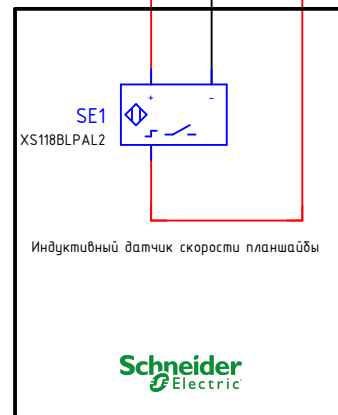 + -
SE1
XS118BLPAL2
Индуктивный датчик скорости планшайбы
Schneider
Electric